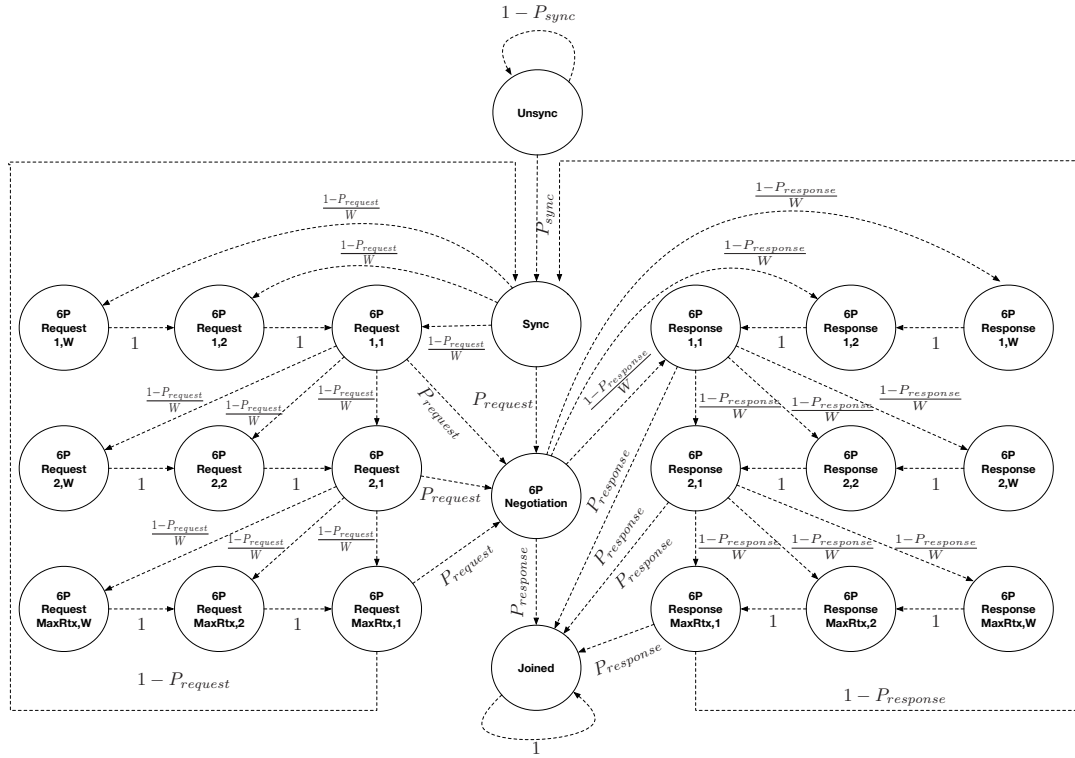 1 − P_sync
Unsync
P_sync
1−P_request / W
1−P_request / W
1−P_response / W
1−P_response / W
6P Request 1,W
1
6P Request 1,2
1
6P Request 1,1
1−P_request / W
Sync
6P Response 1,1
1
6P Response 1,2
1
6P Response 1,W
1−P_request / W
1−P_request / W
1−P_request / W
P_request
P_request
1−P_response / W
1−P_response / W
1−P_response / W
1−P_response / W
6P Request 2,W
1
6P Request 2,2
1
6P Request 2,1
P_request
6P Negotiation
P_response
6P Response 2,1
1
6P Response 2,2
1
6P Response 2,W
1−P_request / W
1−P_request / W
1−P_request / W
P_request
P_response
P_response
P_response
1−P_response / W
1−P_response / W
1−P_response / W
6P Request MaxRtx,W
1
6P Request MaxRtx,2
1
6P Request MaxRtx,1
6P Response MaxRtx,1
1
6P Response MaxRtx,2
1
6P Response MaxRtx,W
1 − P_request
Joined
P_response
1 − P_response
1